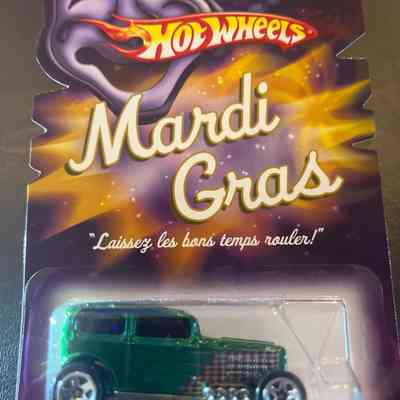 Hot Wheels
Mardi
Gras
"Laissez les bons temps rouler!"